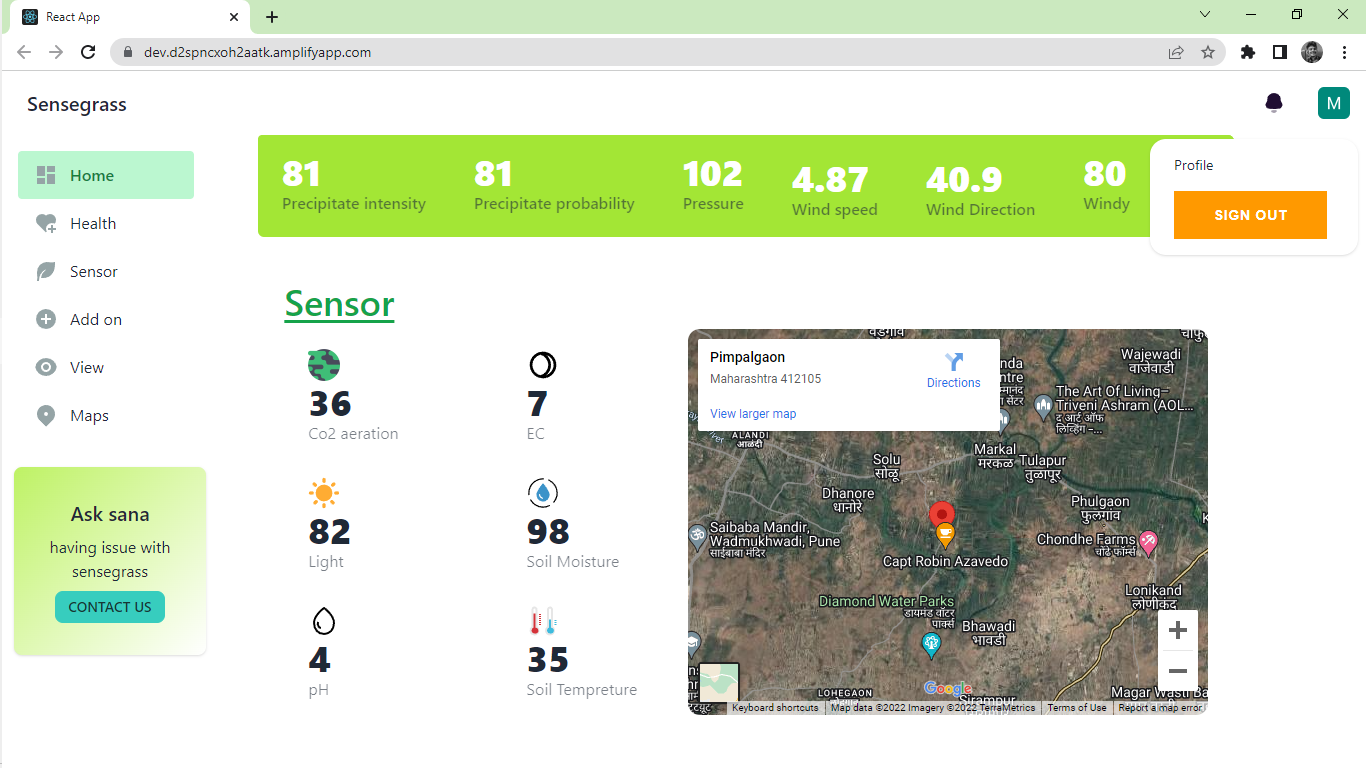 React App
dev.d2spncxoh2aatk.amplifyapp.com
Sensegrass
M
Home
Health
Sensor
Add on
View
Maps
Ask sana
having issue with
sensegrass
CONTACT US
81
Precipitate intensity
81
Precipitate probability
102
Pressure
4.87
Wind speed
40.9
Wind Direction
80
Windy
Profile
SIGN OUT
Sensor
36
Co2 aeration
7
EC
82
Light
98
Soil Moisture
4
pH
35
Soil Tempreture
Pimpalgaon
Maharashtra 412105
Directions
View larger map
वडगाव
Wajewadi
वाजेवाडी
The Art Of Living–
Triveni Ashram (AOL...
द आर्ट ऑफ
लिव्हिंग -...
ALANDI
आळंदी
Solu
सोळू
Markal
मरकळ
Tulapur
तुळापूर
Dhanore
धानोरे
Phulgaon
फुलगाव
Saibaba Mandir,
Wadmukhwadi, Pune
साईबाबा मंदिर
Chondhe Farms
चोंढे फॉर्म्स
Capt Robin Azavedo
Lonikand
लोणीकंद
Diamond Water Parks
डायमंड वॉटर
पार्क्स
Bhawadi
भावडी
LOHEGAON
Google
Sirampur
Magar Wasti Ba
Keyboard shortcuts
Map data ©2022 Imagery ©2022 TerraMetrics
Terms of Use
Report a map error